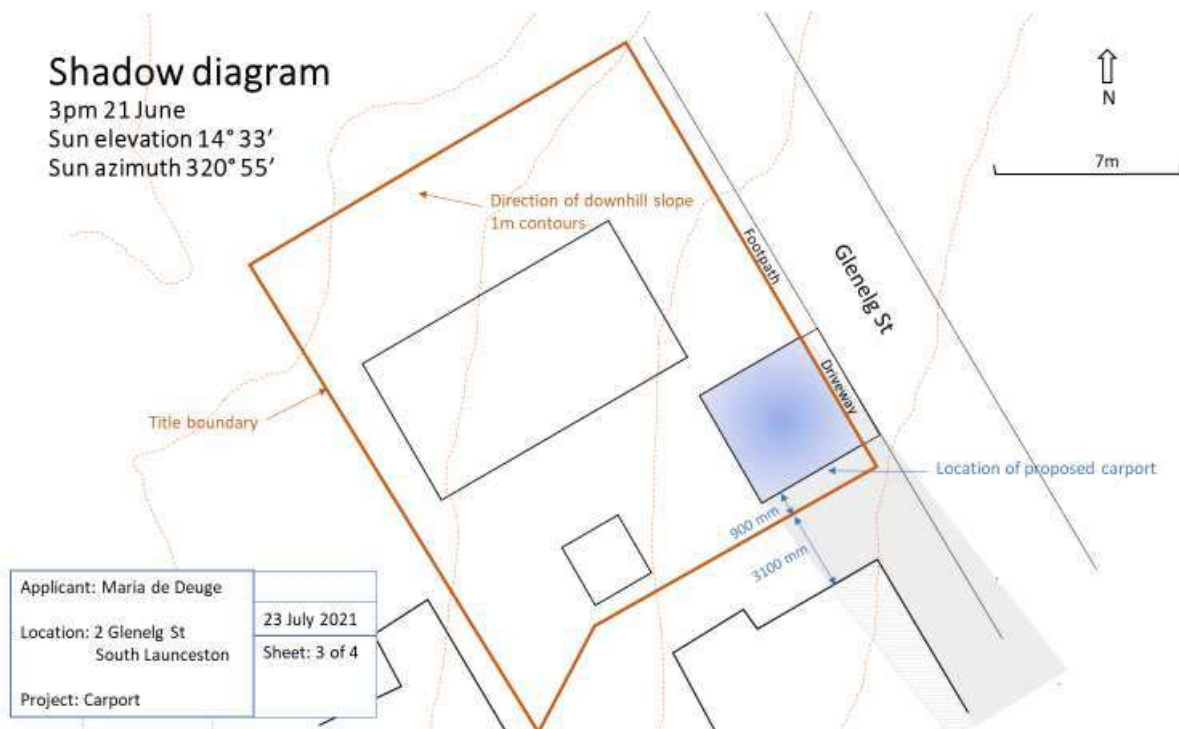 Shadow diagram
3pm 21 June
Sun elevation 14° 33′
Sun azimuth 320° 55′
N
7m
Direction of downhill slope
1m contours
Footpath
Glenelg St
Driveway
Title boundary
Location of proposed carport
900 mm
3100 mm
Applicant: Maria de Deuge
Location: 2 Glenelg St
South Launceston
Project: Carport
23 July 2021
Sheet: 3 of 4